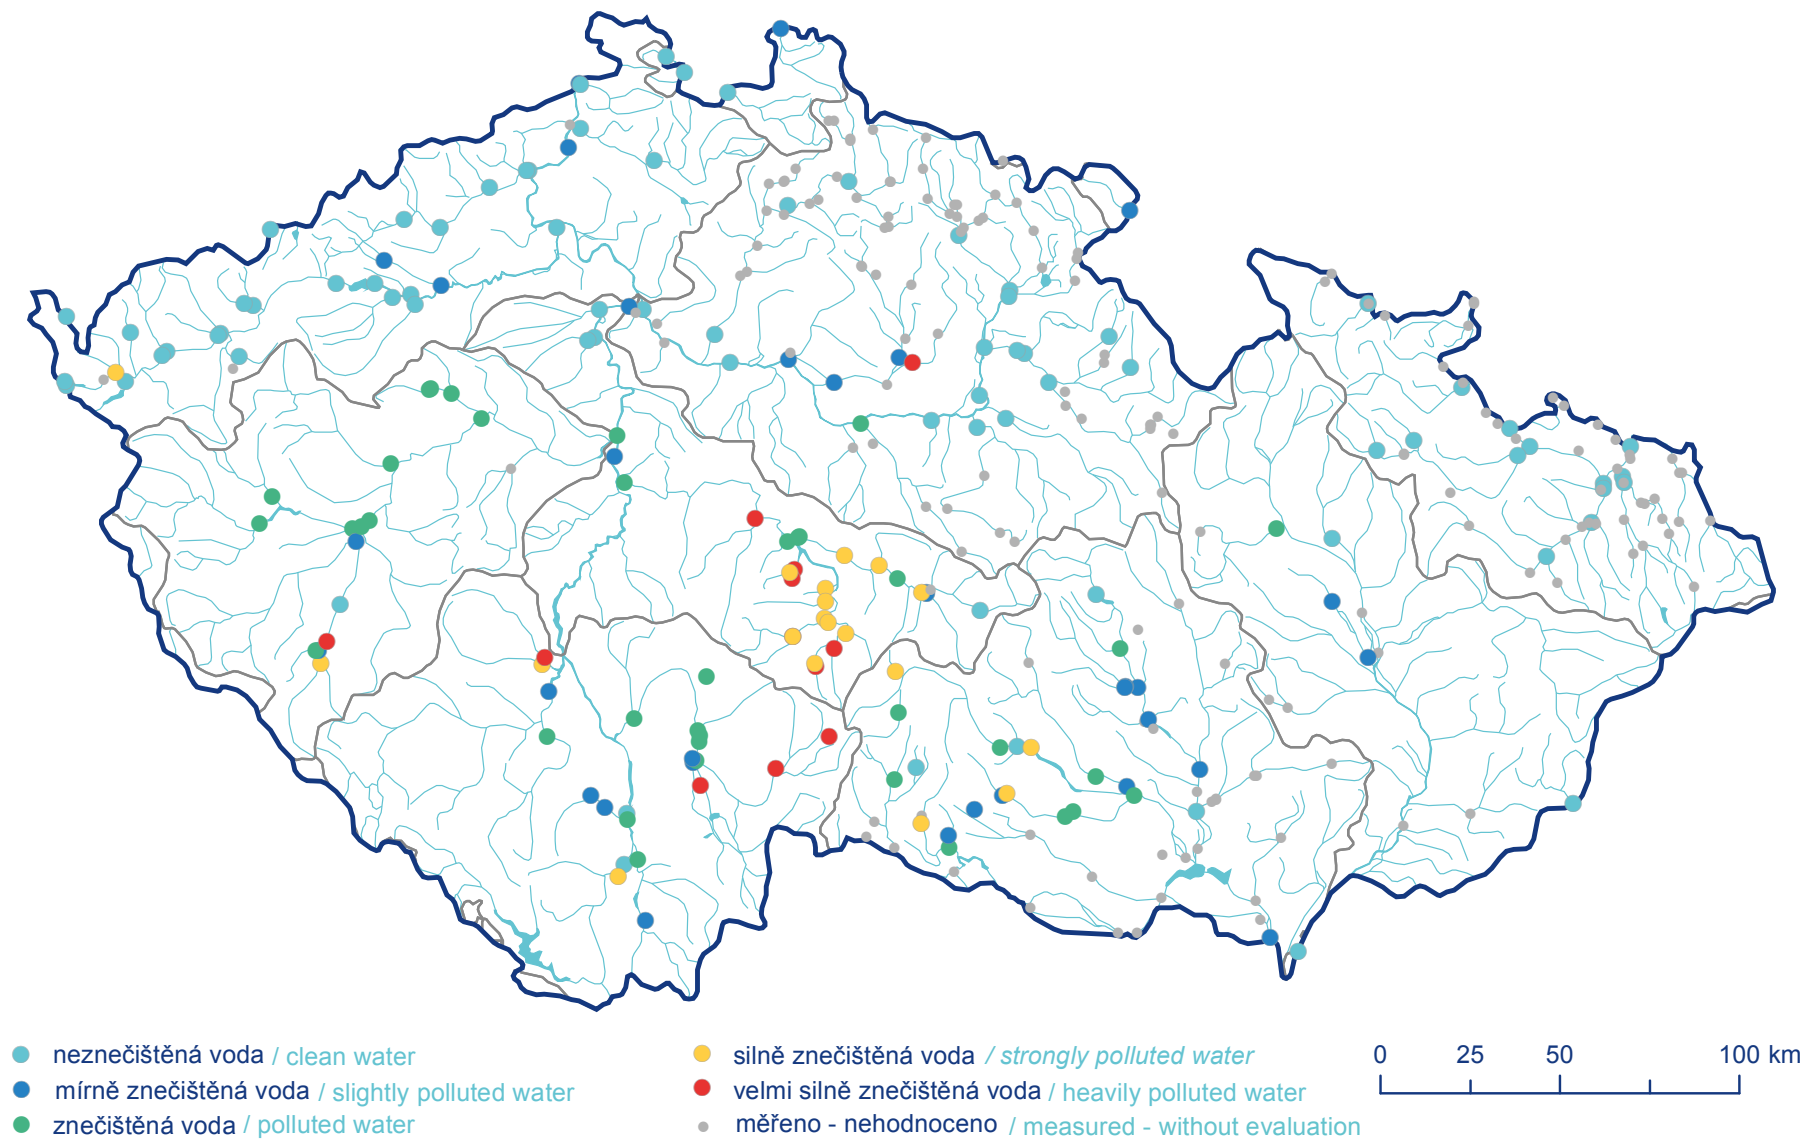 neznečištěná voda / clean water
mírně znečištěná voda / slightly polluted water
znečištěná voda / polluted water
silně znečištěná voda / strongly polluted water
velmi silně znečištěná voda / heavily polluted water
měřeno - nehodnoceno / measured - without evaluation
0 25 50 100 km